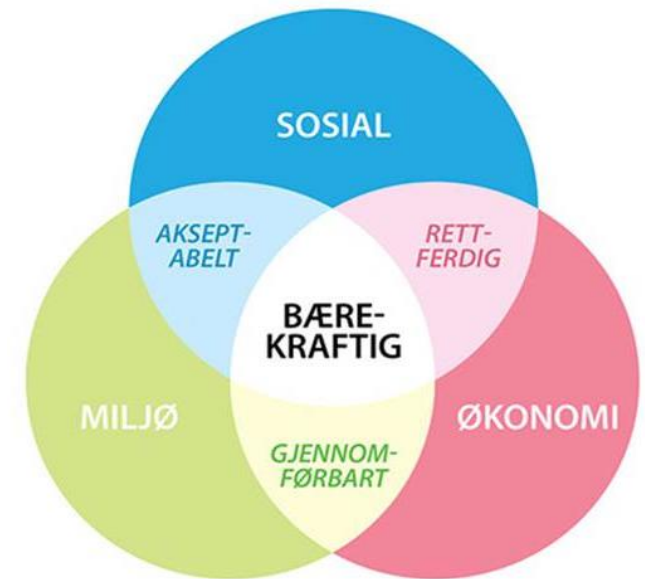 SOSIAL
AKSEPT-
ABELT
RETT-
FERDIG
BÆRE-
KRAFTIG
MILJØ
ØKONOMI
GJENNOM-
FØRBART